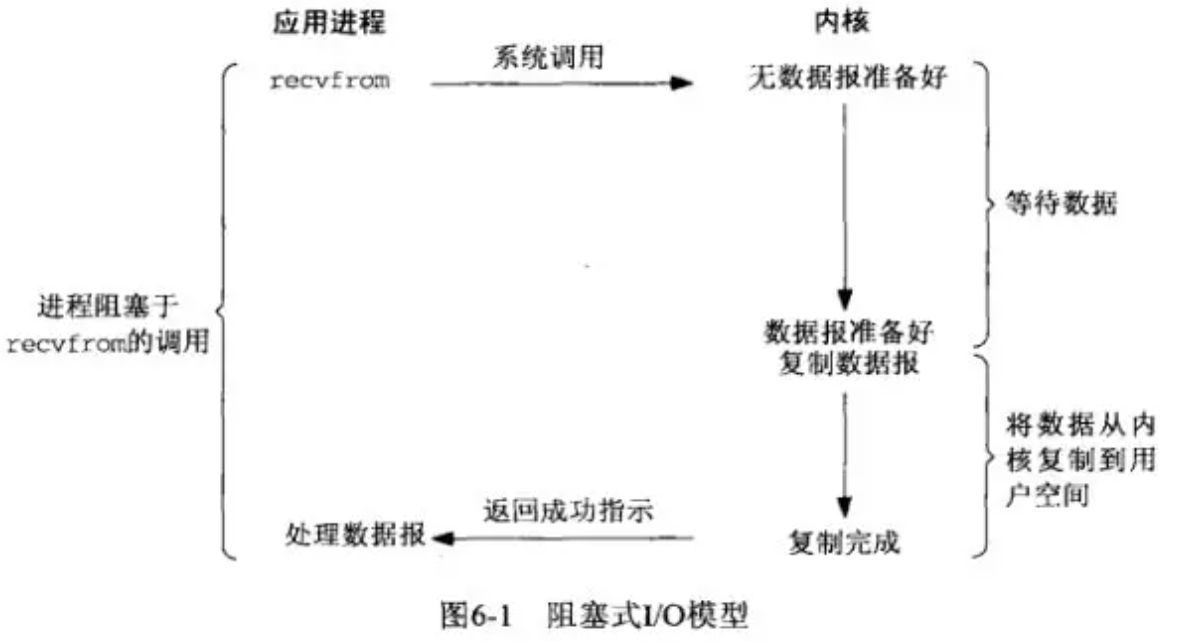 应用进程
内核
系统调用
recvfrom
无数据报准备好
等待数据
进程阻塞于
recvfrom的调用
数据报准备好
复制数据报
将数据从内
核复制到用
户空间
返回成功指示
处理数据报
复制完成
图6-1 阻塞式I/O模型